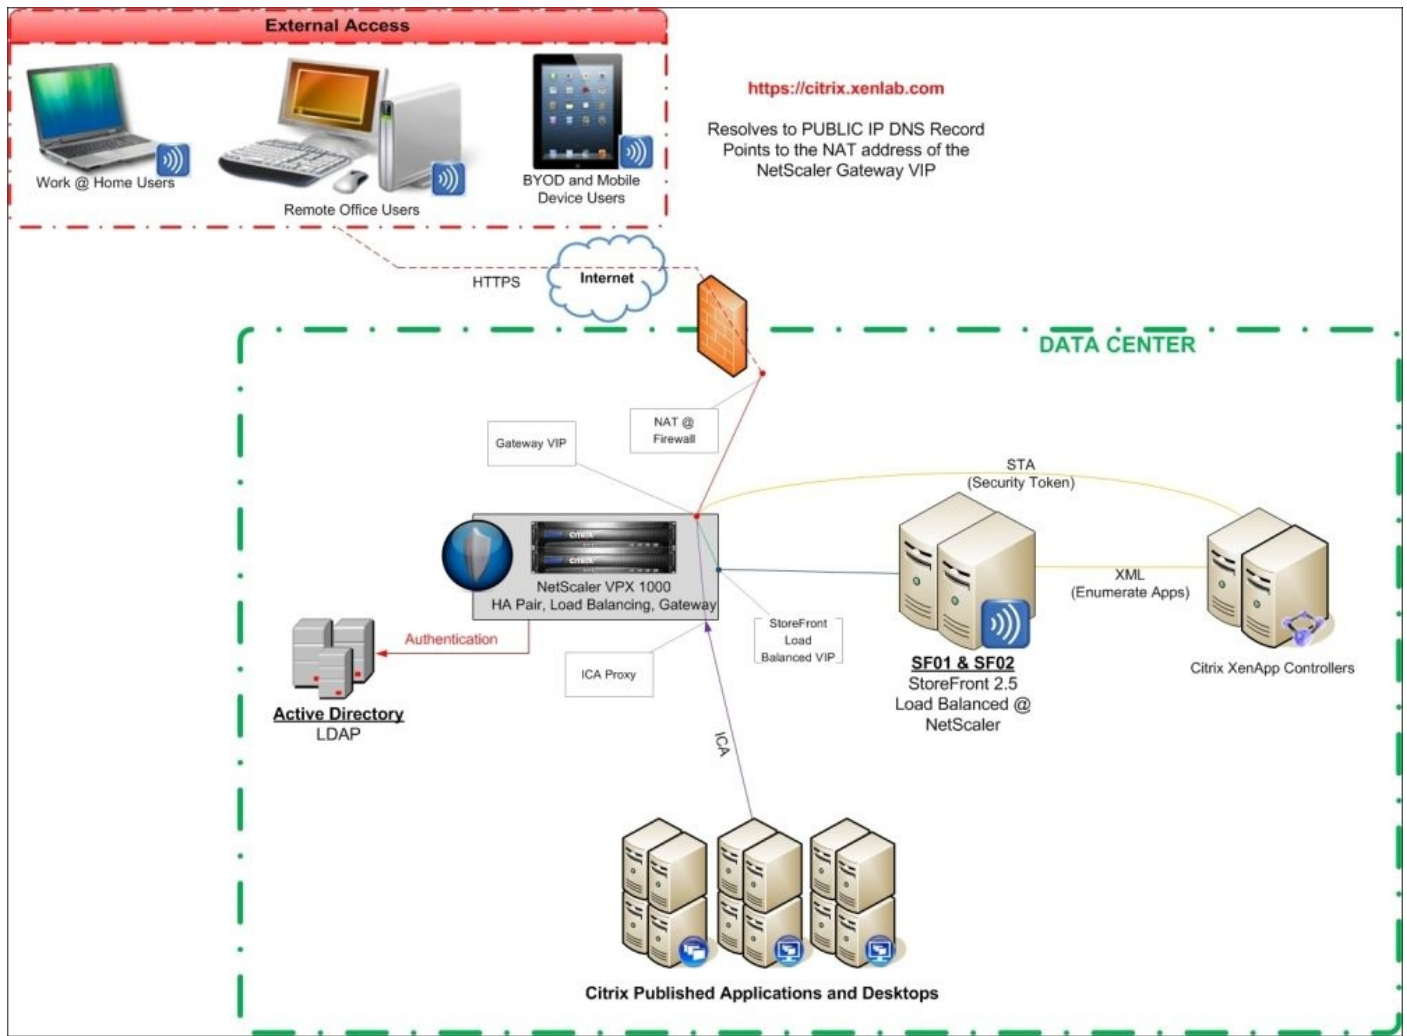 External Access
Work @ Home Users
Remote Office Users
BYOD and Mobile
Device Users
https://citrix.xenlab.com
Resolves to PUBLIC IP DNS Record
Points to the NAT address of the
NetScaler Gateway VIP
HTTPS
Internet
DATA CENTER
NAT @
Firewall
Gateway VIP
STA
(Security Token)
CITRIX
CITRIX
NetScaler VPX 1000
HA Pair, Load Balancing, Gateway
XML
(Enumerate Apps)
StoreFront
Load
Balanced VIP
Authentication
ICA Proxy
SF01 & SF02
StoreFront 2.5
Load Balanced @
NetScaler
Citrix XenApp Controllers
Active Directory
LDAP
ICA
Citrix Published Applications and Desktops